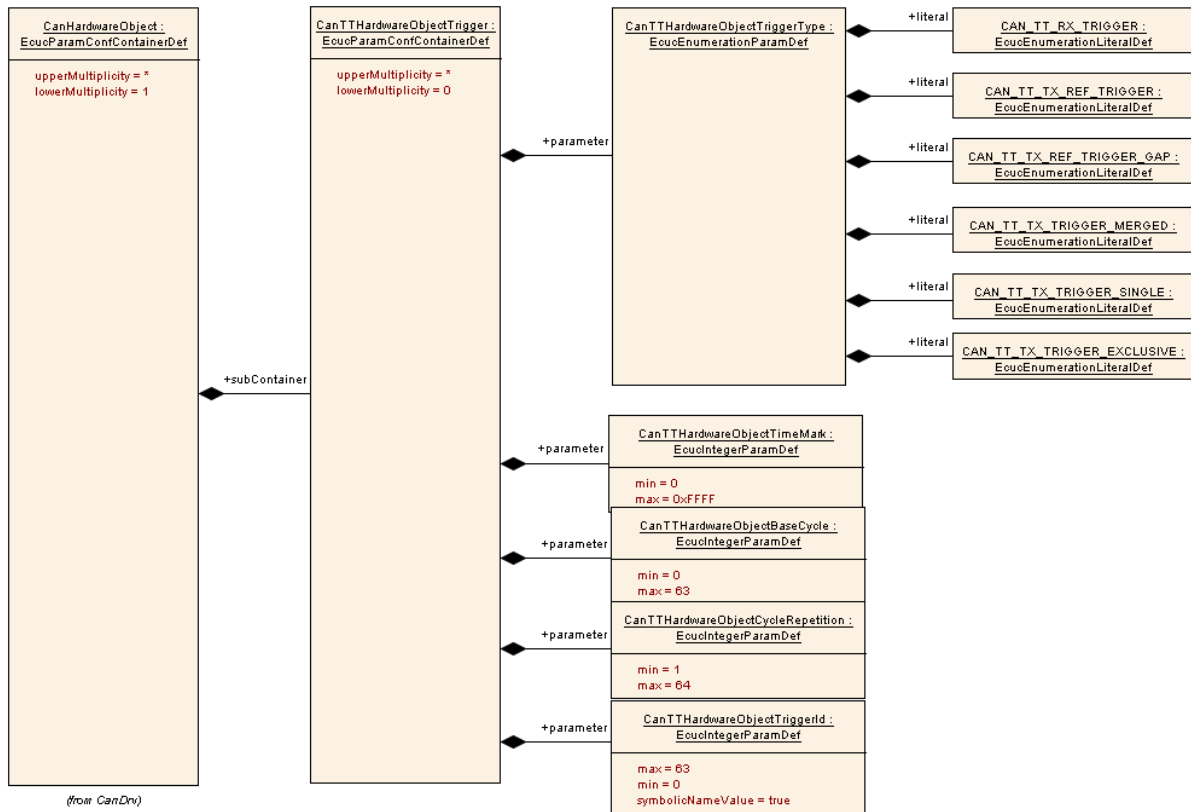 CanHardwareObject :
EcucParamConfContainerDef
upperMultiplicity = *
lowerMultiplicity = 1
(from CanDrv)
+subContainer
CanTTHardwareObjectTrigger :
EcucParamConfContainerDef
upperMultiplicity = *
lowerMultiplicity = 0
+parameter
CanTTHardwareObjectTriggerType :
EcucEnumerationParamDef
+literal
CAN_TT_RX_TRIGGER :
EcucEnumerationLiteralDef
+literal
CAN_TT_TX_REF_TRIGGER :
EcucEnumerationLiteralDef
+literal
CAN_TT_TX_REF_TRIGGER_GAP :
EcucEnumerationLiteralDef
+literal
CAN_TT_TX_TRIGGER_MERGED :
EcucEnumerationLiteralDef
+literal
CAN_TT_TX_TRIGGER_SINGLE :
EcucEnumerationLiteralDef
+literal
CAN_TT_TX_TRIGGER_EXCLUSIVE :
EcucEnumerationLiteralDef
+parameter
CanTTHardwareObjectTimeMark :
EcucIntegerParamDef
min = 0
max = 0xFFFF
+parameter
CanTTHardwareObjectBaseCycle :
EcucIntegerParamDef
min = 0
max = 63
+parameter
CanTTHardwareObjectCycleRepetition :
EcucIntegerParamDef
min = 1
max = 64
+parameter
CanTTHardwareObjectTriggerId :
EcucIntegerParamDef
max = 63
min = 0
symbolicNameValue = true